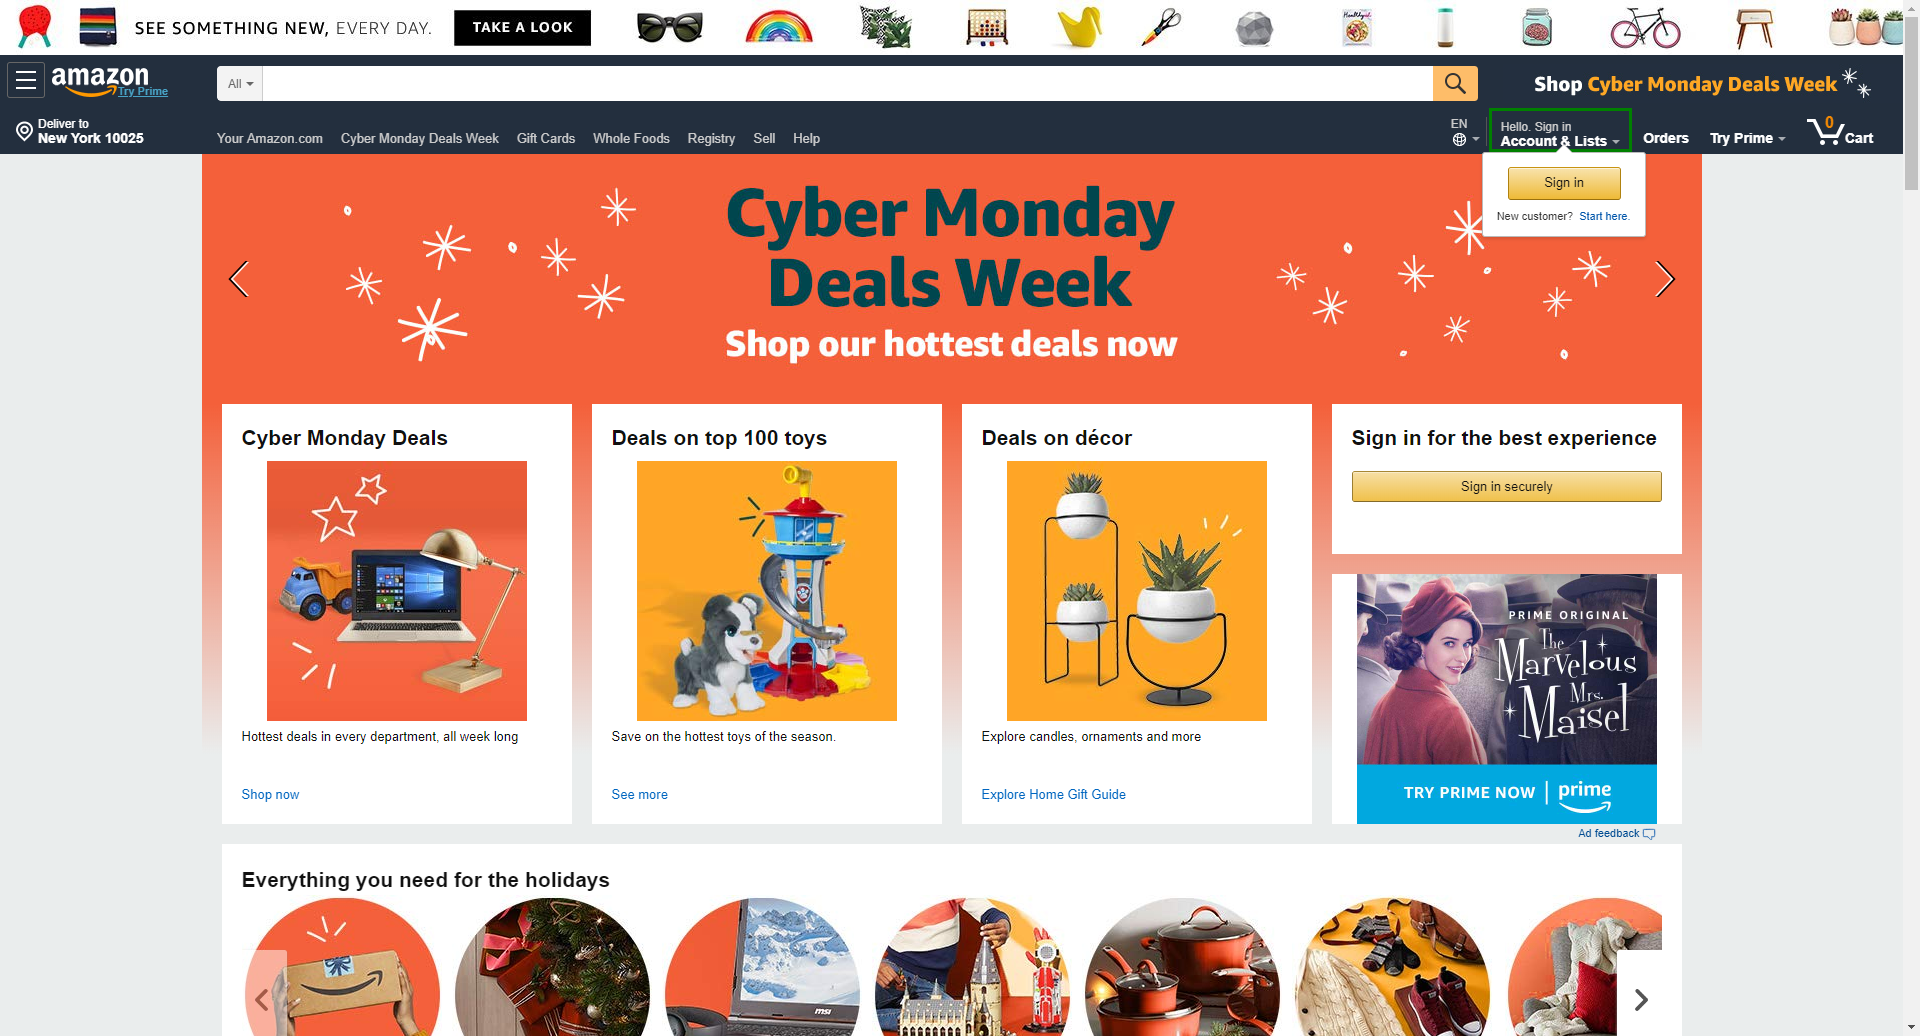 SEE SOMETHING NEW, EVERY DAY.
TAKE A LOOK
Healthyish
amazon
Try Prime
All
Shop Cyber Monday Deals Week
Deliver to
New York 10025
Your Amazon.com
Cyber Monday Deals Week
Gift Cards
Whole Foods
Registry
Sell
Help
EN
Hello. Sign in
Account & Lists
Orders
Try Prime
0
Cart
Sign in
New customer? Start here.
Cyber Monday
Deals Week
Shop our hottest deals now
Cyber Monday Deals
Hottest deals in every department, all week long
Shop now
Deals on top 100 toys
Save on the hottest toys of the season.
See more
Deals on décor
Explore candles, ornaments and more
Explore Home Gift Guide
Sign in for the best experience
Sign in securely
PRIME ORIGINAL
The
Marvelous
Mrs.
Maisel
TRY PRIME NOW | prime
Ad feedback
Everything you need for the holidays
msi